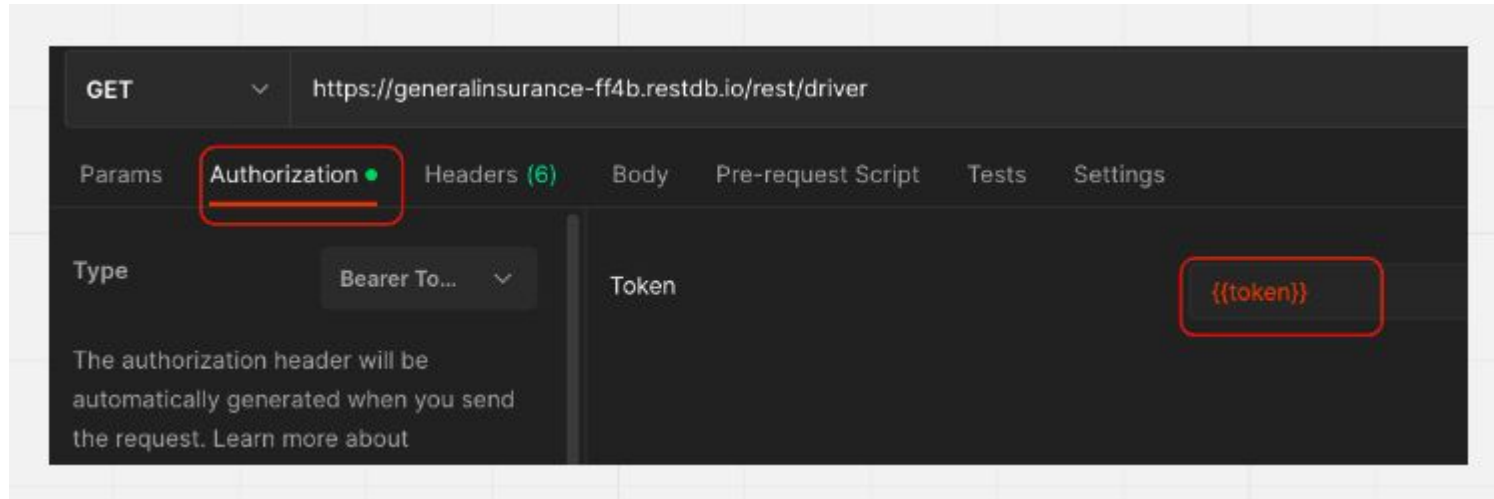 GET https://generalinsurance-ff4b.restdb.io/rest/driver
Params Authorization Headers (6) Body Pre-request Script Tests Settings
Type Bearer To... Token {{token}}
The authorization header will be
automatically generated when you send
the request. Learn more about